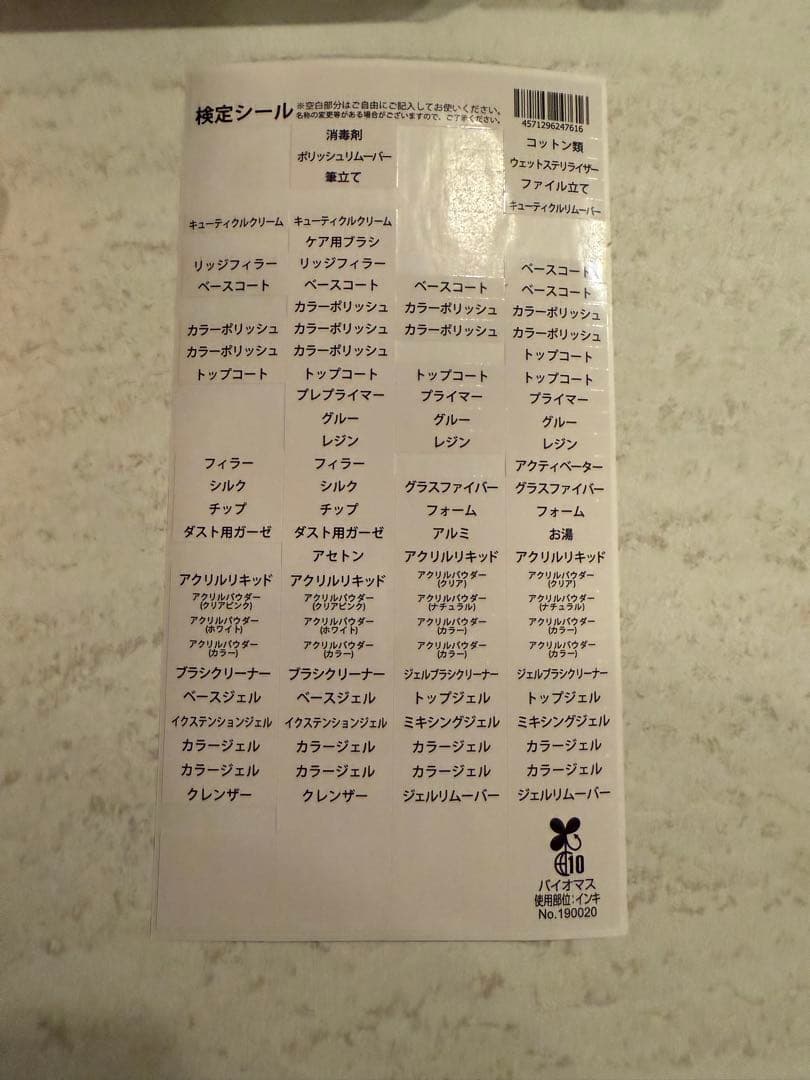 検定シール ※空白部分はご自由にご記入してお使いください。
名称の変更等がある場合がございますので、ご了承ください。
4571296247616
消毒剤 コットン類
ポリッシュリムーバー ウェットステリライザー
筆立て ファイル立て
キューティクルリムーバー
キューティクルクリーム キューティクルクリーム
ケア用ブラシ
リッジフィラー リッジフィラー ベースコート
ベースコート ベースコート ベースコート ベースコート
カラーポリッシュ カラーポリッシュ カラーポリッシュ
カラーポリッシュ カラーポリッシュ カラーポリッシュ カラーポリッシュ
カラーポリッシュ カラーポリッシュ トップコート
トップコート トップコート トップコート トップコート
プレプライマー プライマー プライマー
グルー グルー グルー
レジン レジン レジン
フィラー フィラー アクティベーター
シルク シルク グラスファイバー グラスファイバー
チップ チップ フォーム フォーム
ダスト用ガーゼ ダスト用ガーゼ アルミ お湯
アセトン アクリルリキッド アクリルリキッド
アクリルリキッド アクリルリキッド アクリルパウダー(クリア) アクリルパウダー(クリア)
アクリルパウダー(クリアピンク) アクリルパウダー(クリアピンク) アクリルパウダー(ナチュラル) アクリルパウダー(ナチュラル)
アクリルパウダー(ホワイト) アクリルパウダー(ホワイト) アクリルパウダー(カラー) アクリルパウダー(カラー)
アクリルパウダー(カラー) アクリルパウダー(カラー) アクリルパウダー(カラー) アクリルパウダー(カラー)
ブラシクリーナー ブラシクリーナー ジェルブラシクリーナー ジェルブラシクリーナー
ベースジェル ベースジェル トップジェル トップジェル
イクステンションジェル イクステンションジェル ミキシングジェル ミキシングジェル
カラージェル カラージェル カラージェル カラージェル
カラージェル カラージェル カラージェル カラージェル
クレンザー クレンザー ジェルリムーバー ジェルリムーバー
10
バイオマス
使用部位：インキ
No.190020